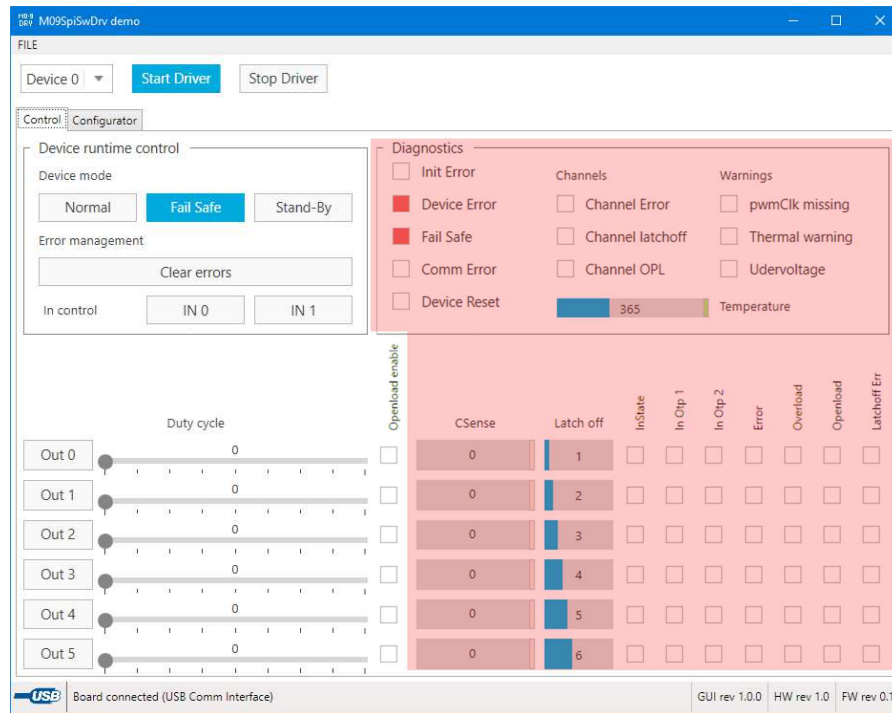 M09SpiSwDrv demo
FILE
Device 0 Start Driver Stop Driver
Control Configurator
Device runtime control
Device mode
Normal Fail Safe Stand-By
Error management
Clear errors
In control IN 0 IN 1
Diagnostics
Init Error
Device Error
Fail Safe
Comm Error
Device Reset
Channels
Channel Error
Channel latchoff
Channel OPL
365
Warnings
pwmClk missing
Thermal warning
Udervoltage
Temperature
Duty cycle Openload enable CSense Latch off InState In Otp 1 In Otp 2 Error Overload Openload Latchoff Err
Out 0 0 0 1
Out 1 0 0 2
Out 2 0 0 3
Out 3 0 0 4
Out 4 0 0 5
Out 5 0 0 6
USB Board connected (USB Comm Interface) GUI rev 1.0.0 HW rev 1.0 FW rev 0.1